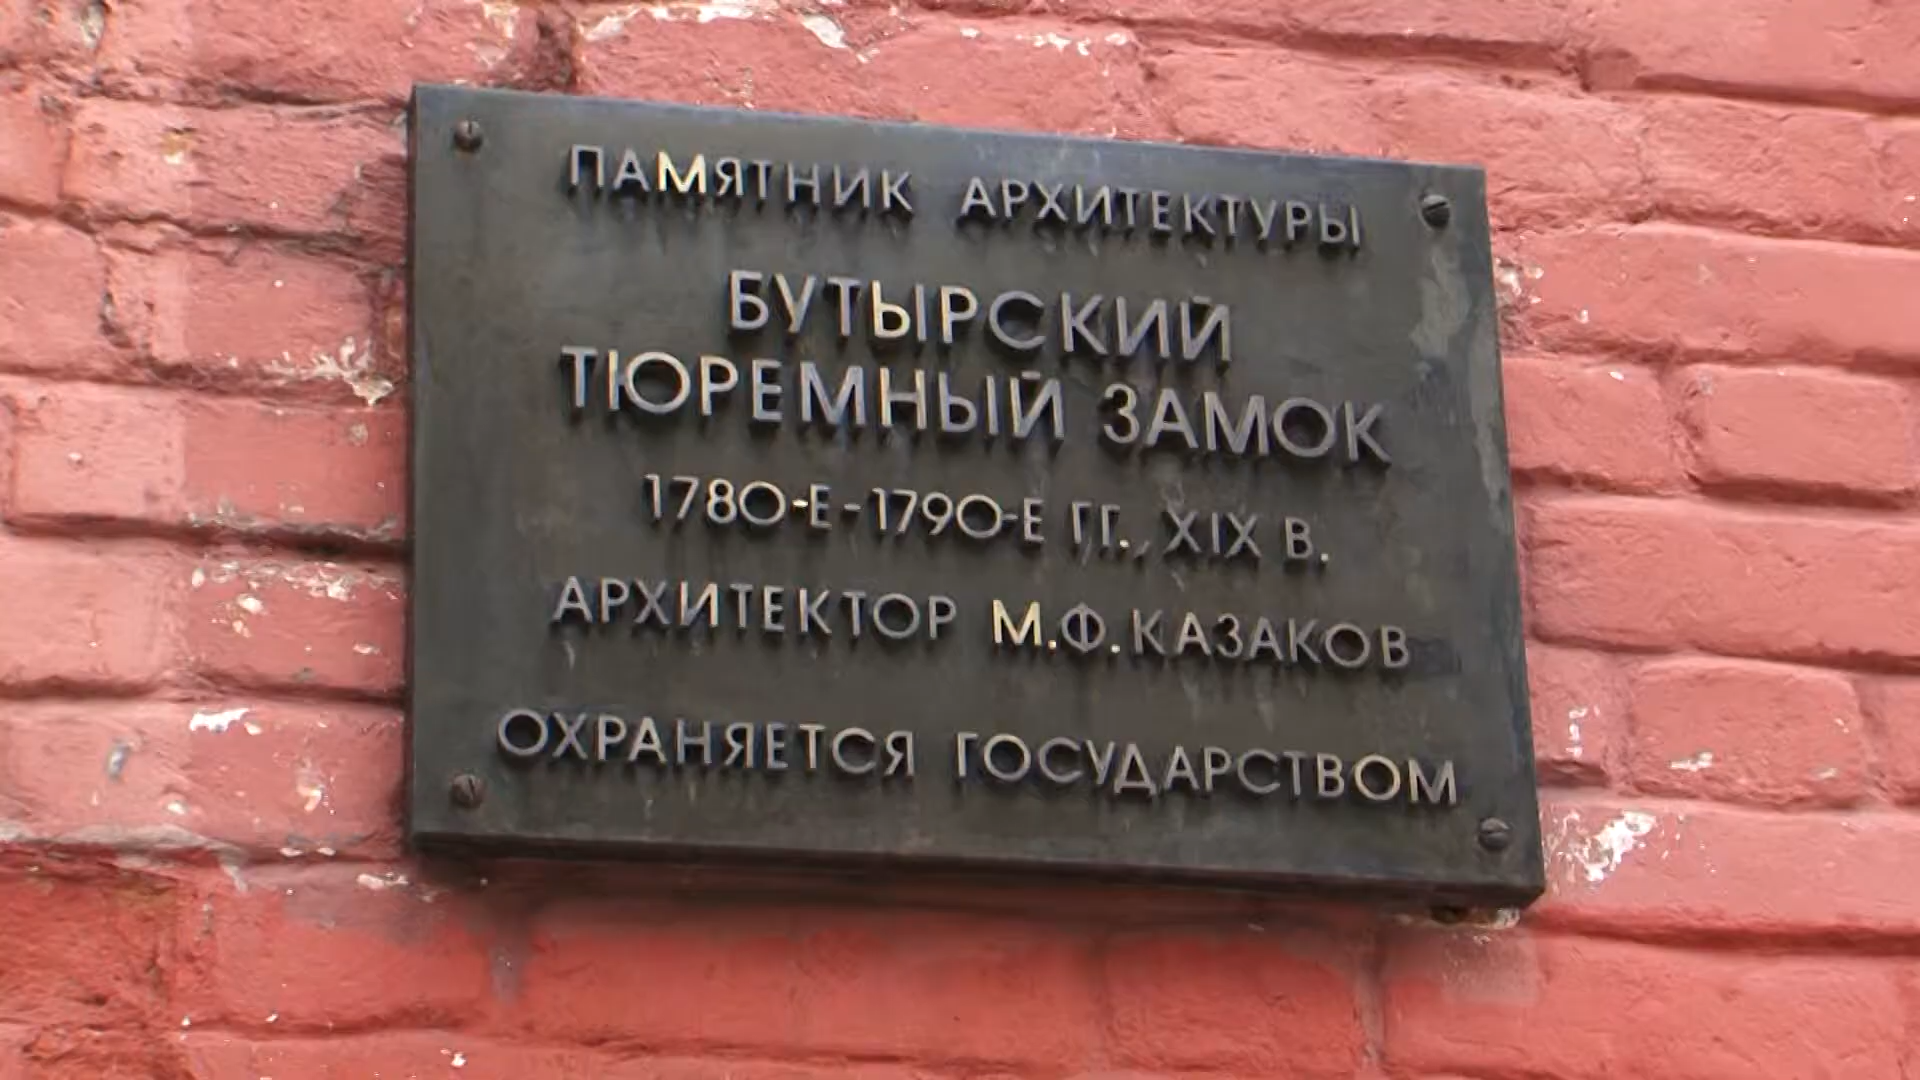 ПАМЯТНИК АРХИТЕКТУРЫ
БУТЫРСКИЙ
ТЮРЕМНЫЙ ЗАМОК
1780-Е-1790-Е ГГ., XIX В.
АРХИТЕКТОР М.Ф.КАЗАКОВ
ОХРАНЯЕТСЯ ГОСУДАРСТВОМ